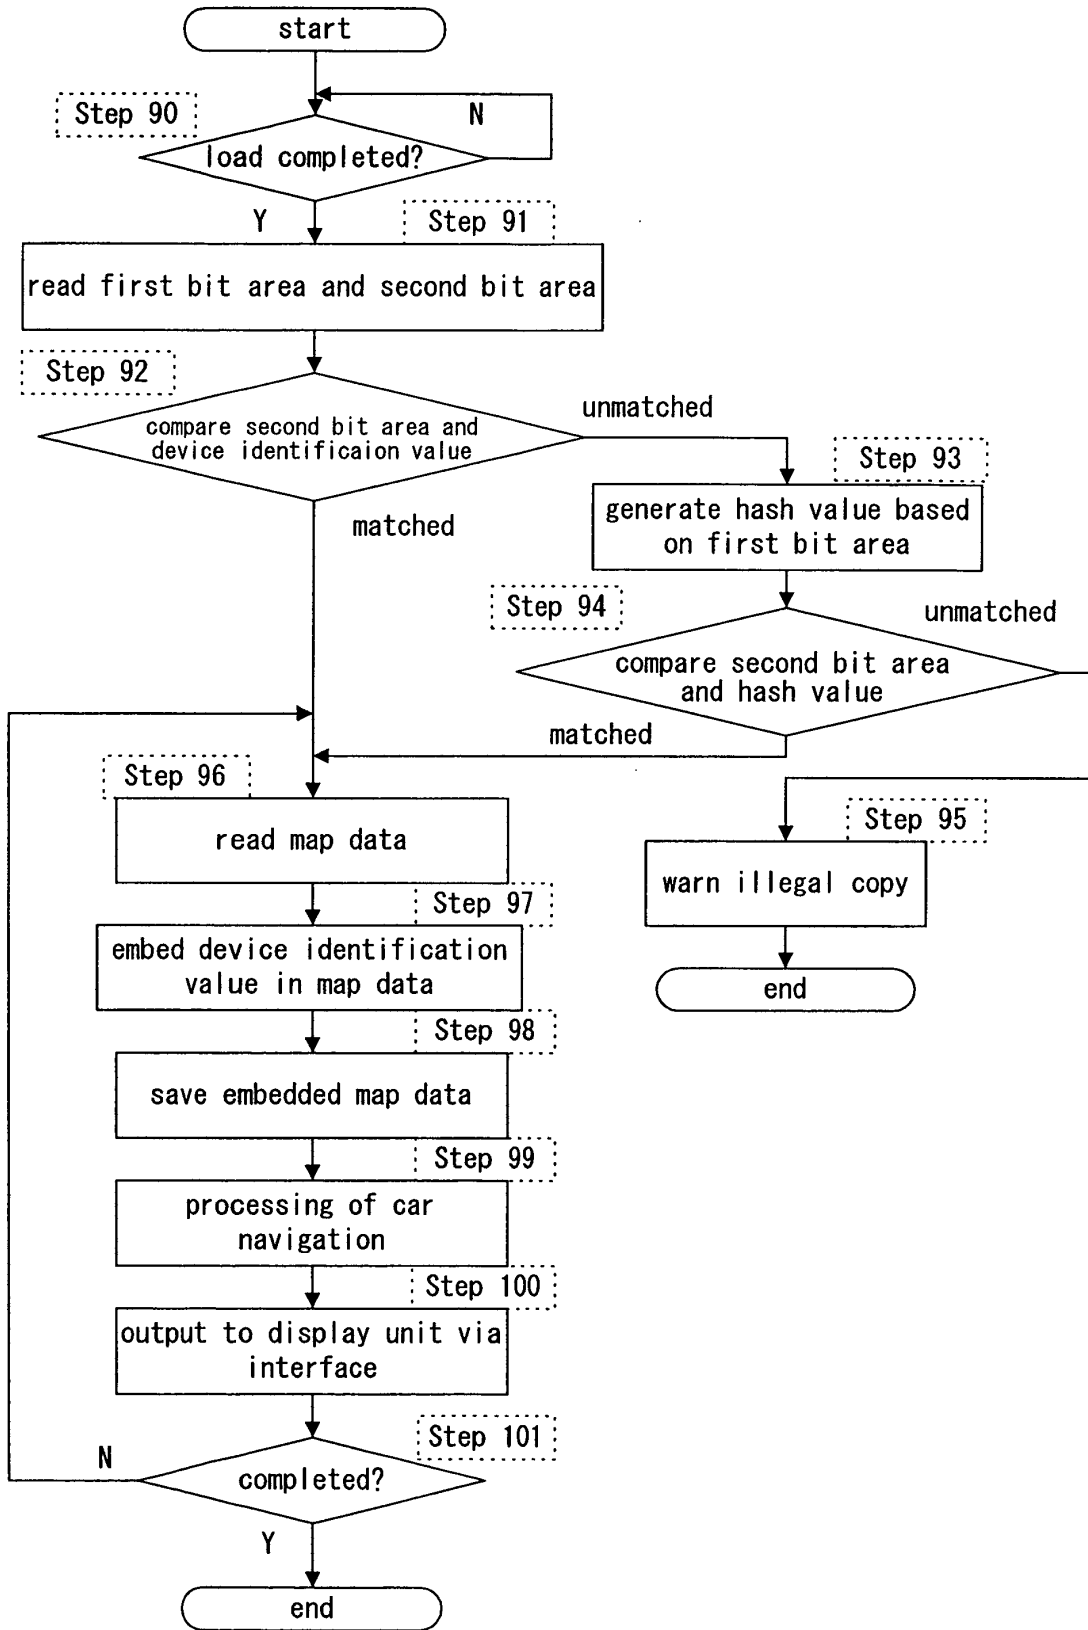 start
Step 90
N
load completed?
Y
Step 91
read first bit area and second bit area
Step 92
unmatched
compare second bit area and
device identificaion value
Step 93
generate hash value based
on first bit area
matched
Step 94
unmatched
compare second bit area
and hash value
matched
Step 96
read map data
Step 95
warn illegal copy
end
Step 97
embed device identification
value in map data
Step 98
save embedded map data
Step 99
processing of car
navigation
Step 100
output to display unit via
interface
Step 101
N
completed?
Y
end